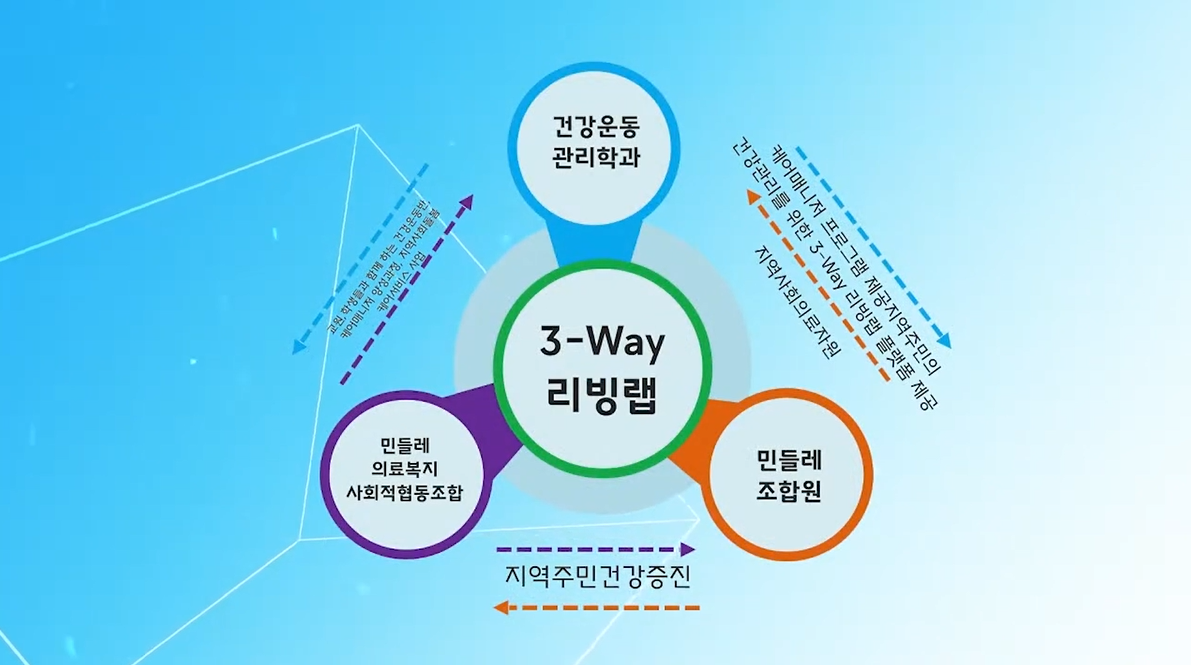 건강운동
관리학과
교원, 학생들과 함께 하는 건강운동반,
케어매니저 양성과정, 지역사회돌봄
케어서비스 사업
케어매니저 프로그램 제공지역주민의
건강관리를 위한 3-Way 리빙랩 플랫폼 제공
지역사회의료자원
3-Way
리빙랩
민들레
의료복지
사회적협동조합
민들레
조합원
지역주민건강증진